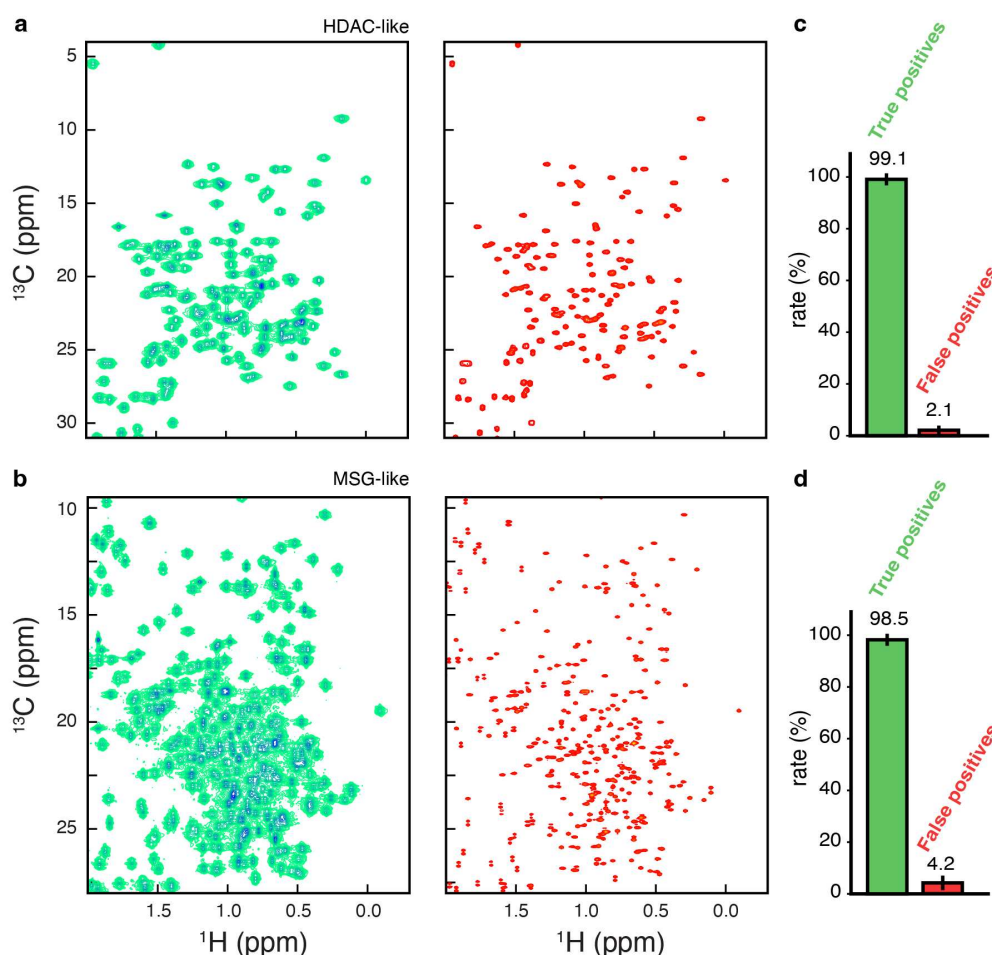 a
HDAC-like
5
10
15
20
25
30
¹³C (ppm)
c
True positives
False positives
99.1
2.1
100
80
60
40
20
0
rate (%)
b
MSG-like
10
15
20
25
¹³C (ppm)
1.5 1.0 0.5 0.0
¹H (ppm)
1.5 1.0 0.5 0.0
¹H (ppm)
d
True positives
False positives
98.5
4.2
100
80
60
40
20
0
rate (%)